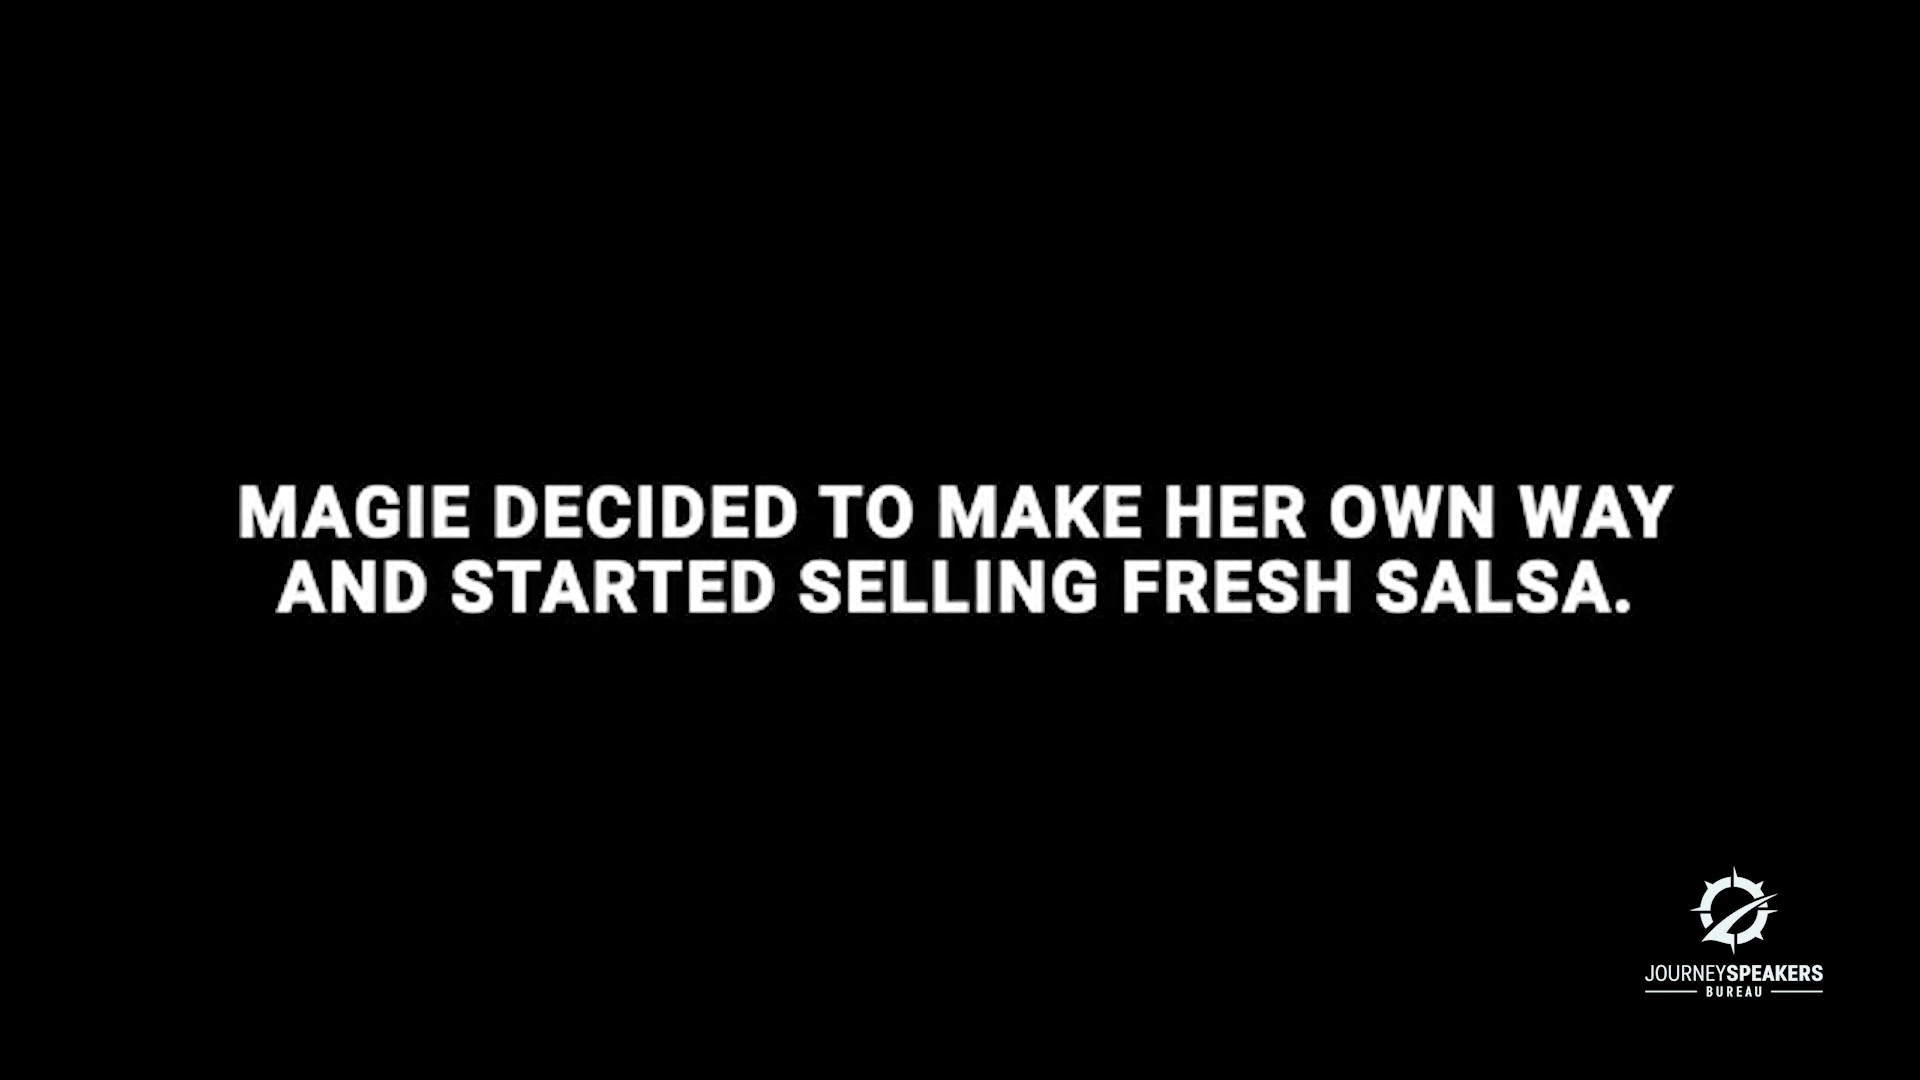 MAGIE DECIDED TO MAKE HER OWN WAY
AND STARTED SELLING FRESH SALSA.
JOURNEYSPEAKERS
BUREAU